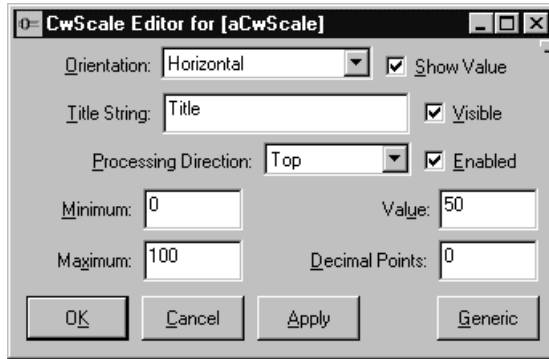 CwScale Editor for [aCwScale]
Orientation: Horizontal Show Value
Title String: Title Visible
Processing Direction: Top Enabled
Minimum: 0 Value: 50
Maximum: 100 Decimal Points: 0
OK Cancel Apply Generic